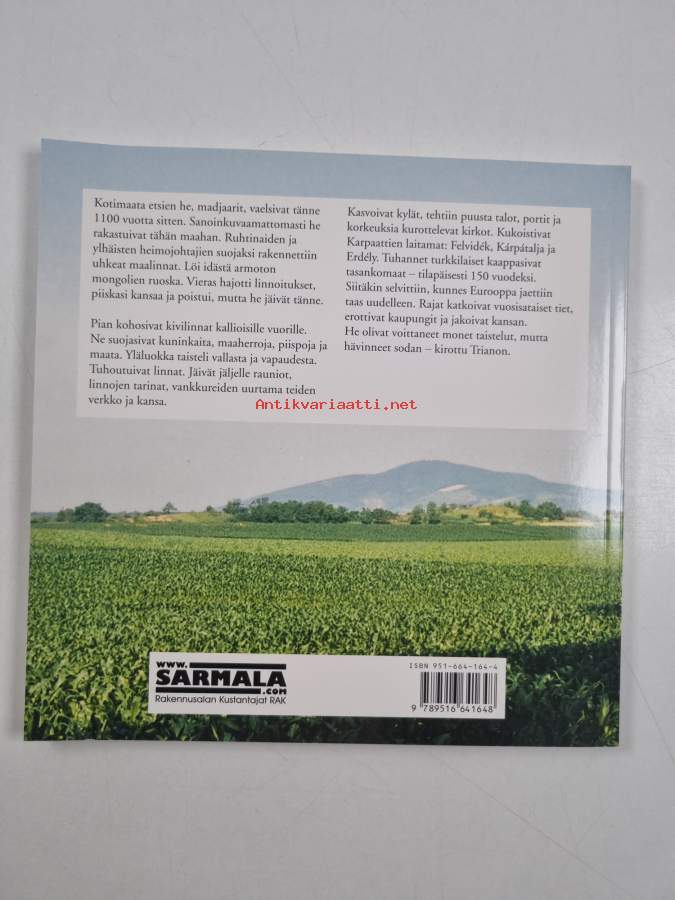 Kotimaata etsien he, madjaarit, vaelsivat tänne
1100 vuotta sitten. Sanoinkuvaamattomasti he
rakastuivat tähän maahan. Ruhtinaiden ja
ylhäisten heimojohtajien suojaksi rakennettiin
uhkeat maalinnat. Löi idästä armoton
mongolien ruoska. Vieras hajotti linnoitukset,
piiskasi kansaa ja poistui, mutta he jäivät tänne.
Pian kohosivat kivilinnat kallioisille vuorille.
Ne suojasivat kuninkaita, maaherroja, piispoja ja
maata. Yläluokka taisteli vallasta ja vapaudesta.
Tuhoutuivat linnat. Jäivät jäljelle rauniot,
linnojen tarinat, vankkureiden uurtama teiden
verkko ja kansa.
Kasvoivat kylät, tehtiin puusta talot, portit ja
korkeuksia kurottelevat kirkot. Kukoistivat
Karpaattien laitamat: Felvidék, Kárpátalja ja
Erdély. Tuhannet turkkilaiset kaappasivat
tasankomaat – tilapäisesti 150 vuodeksi.
Siitäkin selvittiin, kunnes Eurooppa jaettiin
taas uudelleen. Rajat katkoivat vuosisataiset tiet,
erottivat kaupungit ja jakoivat kansan.
He olivat voittaneet monet taistelut, mutta
hävinneet sodan – kirottu Trianon.
Antikvariaatti.net
www.
SARMALA
.com
Rakennusalan Kustantajat RAK
ISBN 951-664-164-4
9 789516 641648